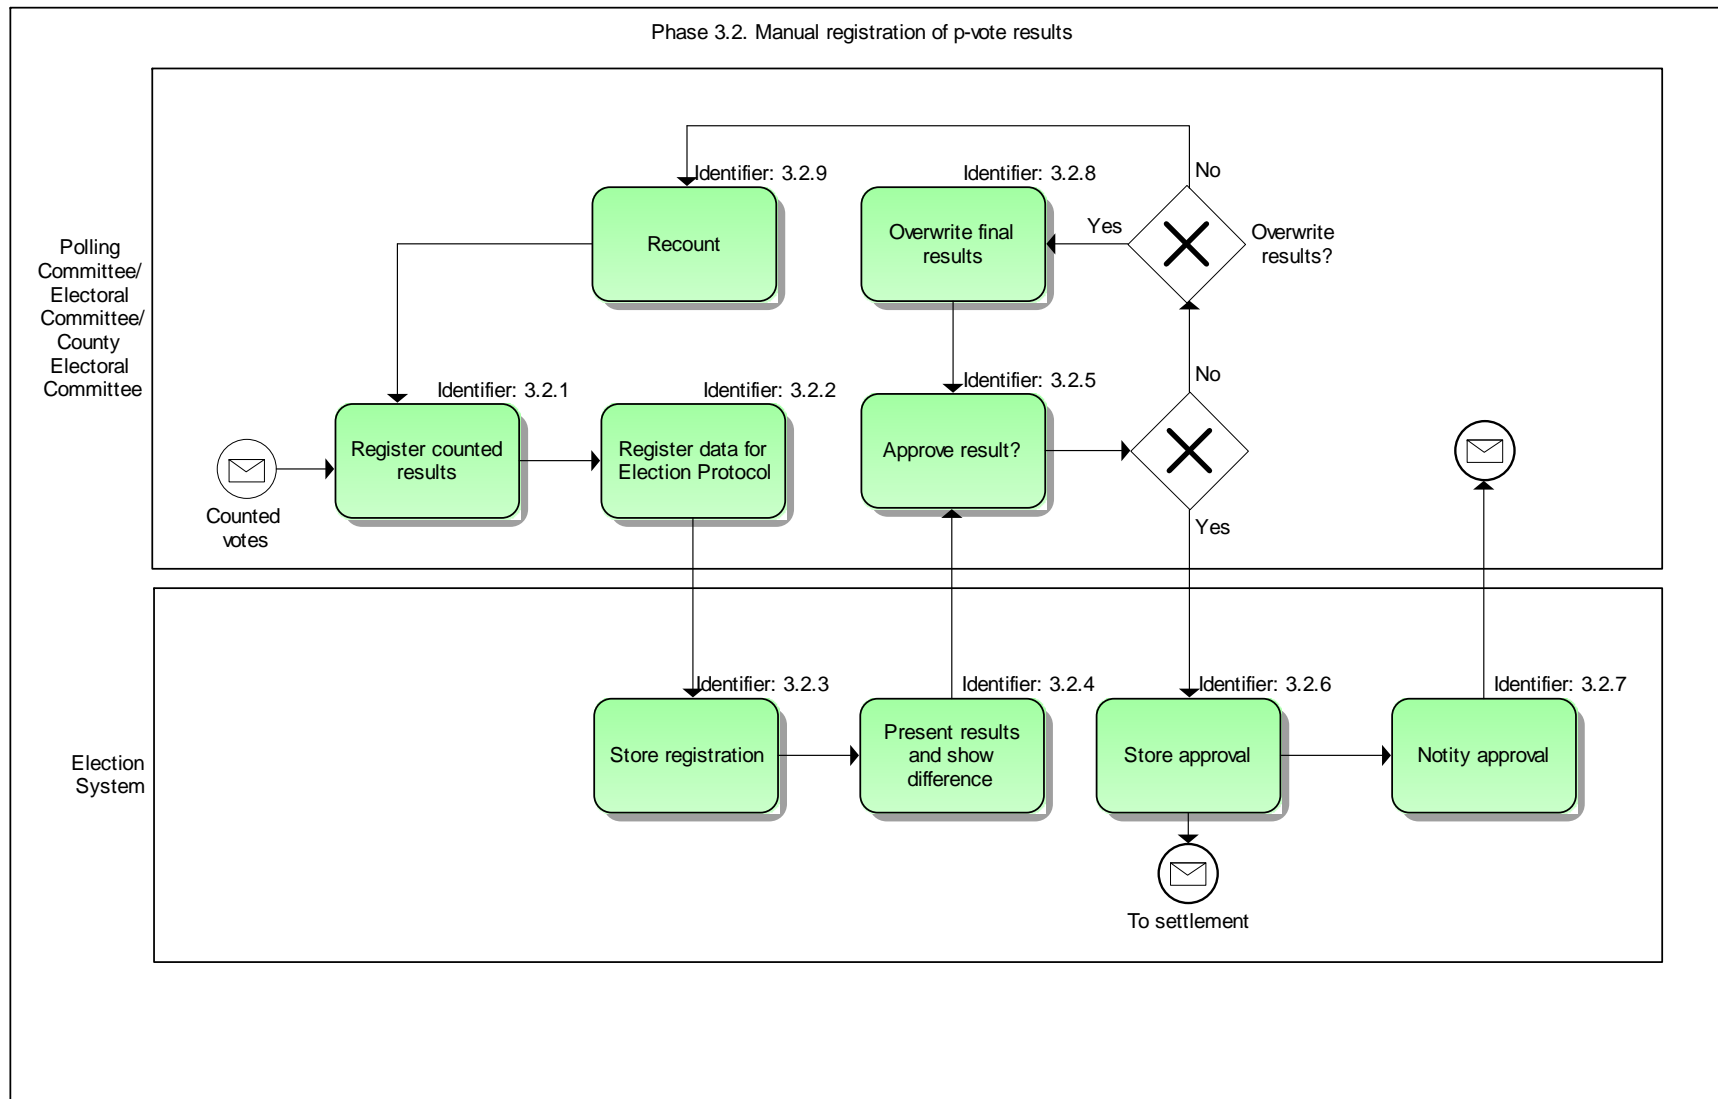 Phase 3.2. Manual registration of p-vote results
Polling
Committee/
Electoral
Committee/
County
Electoral
Committee
Identifier: 3.2.9
Recount
Identifier: 3.2.8
Overwrite final
results
No
Yes
Overwrite
results?
Identifier: 3.2.1
Register counted
results
Identifier: 3.2.2
Register data for
Election Protocol
Identifier: 3.2.5
Approve result?
No
Yes
Counted
votes
Election
System
Identifier: 3.2.3
Store registration
Identifier: 3.2.4
Present results
and show
difference
Identifier: 3.2.6
Store approval
Identifier: 3.2.7
Notity approval
To settlement